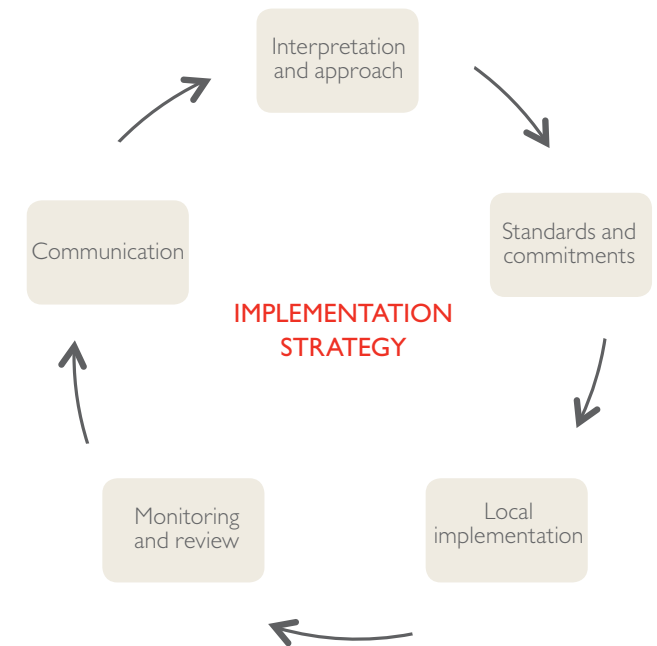 Interpretation
and approach
Standards and
commitments
Communication
IMPLEMENTATION
STRATEGY
Local
implementation
Monitoring
and review